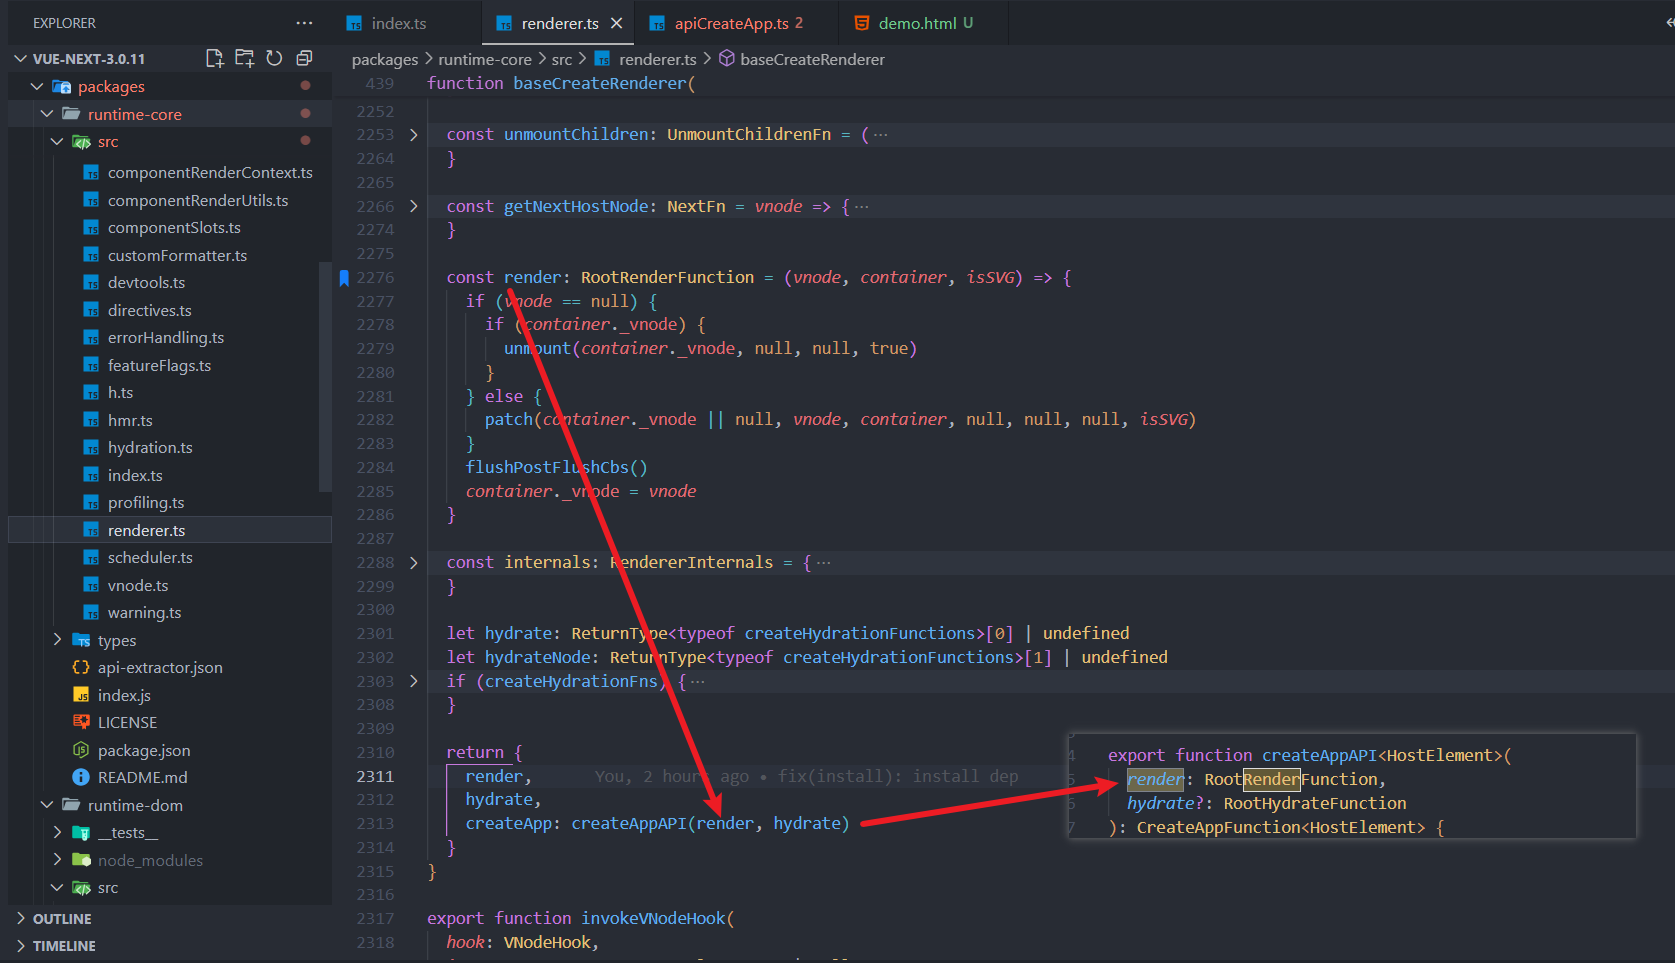 EXPLORER
···
index.ts
renderer.ts
apiCreateApp.ts 2
demo.html U
VUE-NEXT-3.0.11
packages
runtime-core
src
componentRenderContext.ts
componentRenderUtils.ts
componentSlots.ts
customFormatter.ts
devtools.ts
directives.ts
errorHandling.ts
featureFlags.ts
h.ts
hmr.ts
hydration.ts
index.ts
profiling.ts
renderer.ts
scheduler.ts
vnode.ts
warning.ts
types
api-extractor.json
index.js
LICENSE
package.json
README.md
runtime-dom
__tests__
node_modules
src
OUTLINE
TIMELINE
packages > runtime-core > src > renderer.ts > baseCreateRenderer
439 function baseCreateRenderer(
2252
2253 const unmountChildren: UnmountChildrenFn = ( ···
2264 }
2265
2266 const getNextHostNode: NextFn = vnode => { ···
2274 }
2275
2276 const render: RootRenderFunction = (vnode, container, isSVG) => {
2277 if (vnode == null) {
2278 if (container._vnode) {
2279 unmount(container._vnode, null, null, true)
2280 }
2281 } else {
2282 patch(container._vnode || null, vnode, container, null, null, null, isSVG)
2283 }
2284 flushPostFlushCbs()
2285 container._vnode = vnode
2286 }
2287
2288 const internals: RendererInternals = { ···
2299 }
2300
2301 let hydrate: ReturnType<typeof createHydrationFunctions>[0] | undefined
2302 let hydrateNode: ReturnType<typeof createHydrationFunctions>[1] | undefined
2303 if (createHydrationFns) { ···
2308 }
2309
2310 return {
2311 render, You, 2 hours ago • fix(install): install dep
2312 hydrate,
2313 createApp: createAppAPI(render, hydrate)
2314 }
2315 }
2316
2317 export function invokeVNodeHook(
2318 hook: VNodeHook,
4 export function createAppAPI<HostElement>(
5 render: RootRenderFunction,
6 hydrate?: RootHydrateFunction
7 ): CreateAppFunction<HostElement> {